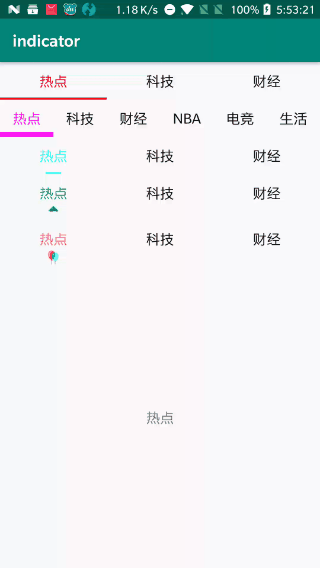 1.18 K/s 100% 5:53:21
indicator
热点 科技 财经
热点 科技 财经 NBA 电竞 生活
热点 科技 财经
热点 科技 财经
热点 科技 财经
热点